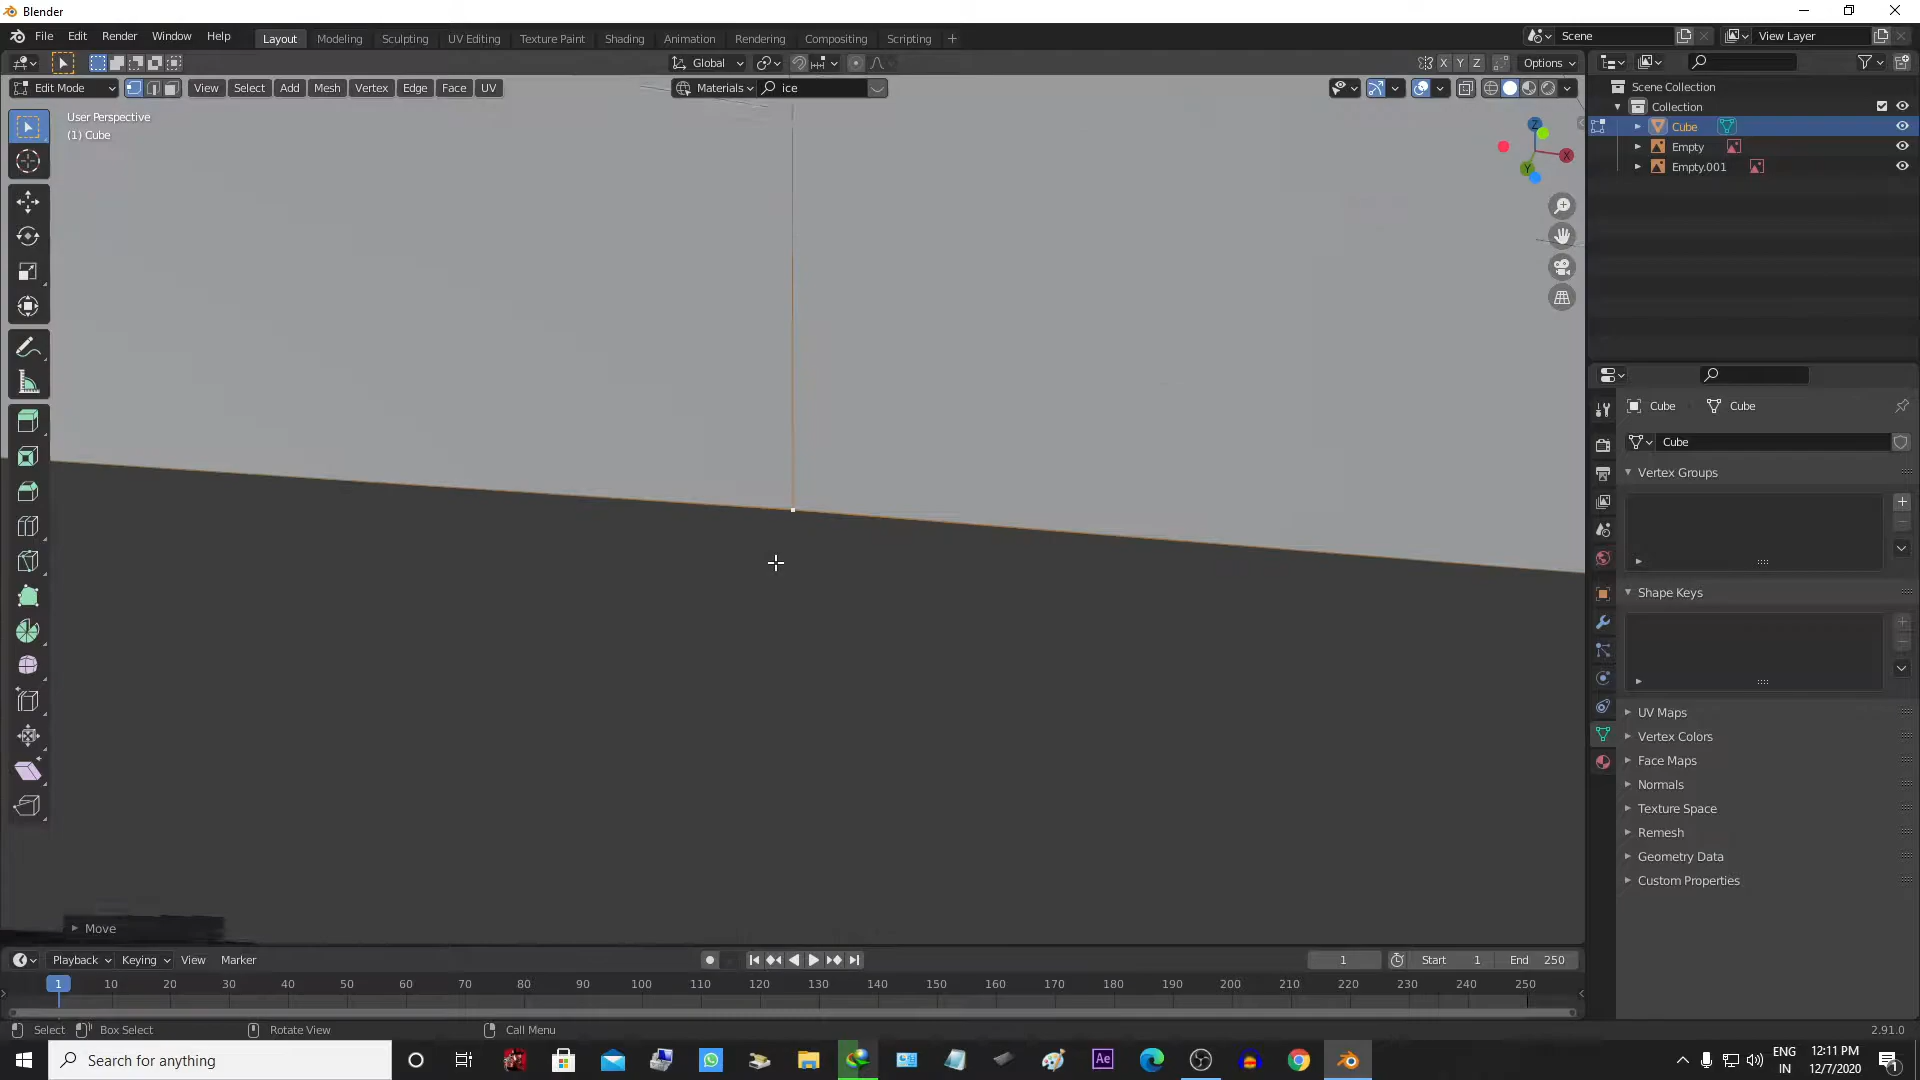 Blender
File Edit Render Window Help
Layout Modeling Sculpting UV Editing Texture Paint Shading Animation Rendering Compositing Scripting +
Scene
View Layer
Global
X Y Z Options
Edit Mode View Select Add Mesh Vertex Edge Face UV
Materials ice
User Perspective
(1) Cube
Z
X
Y
Scene Collection
Collection
Cube
Empty
Empty.001
Cube Cube
Cube
Vertex Groups
Shape Keys
UV Maps
Vertex Colors
Face Maps
Normals
Texture Space
Remesh
Geometry Data
Custom Properties
Move
Playback Keying View Marker
1 Start 1 End 250
1 10 20 30 40 50 60 70 80 90 100 110 120 130 140 150 160 170 180 190 200 210 220 230 240 250
Select Box Select Rotate View Call Menu 2.91.0
Search for anything
Ae
ENG
IN
12:11 PM
12/7/2020
1